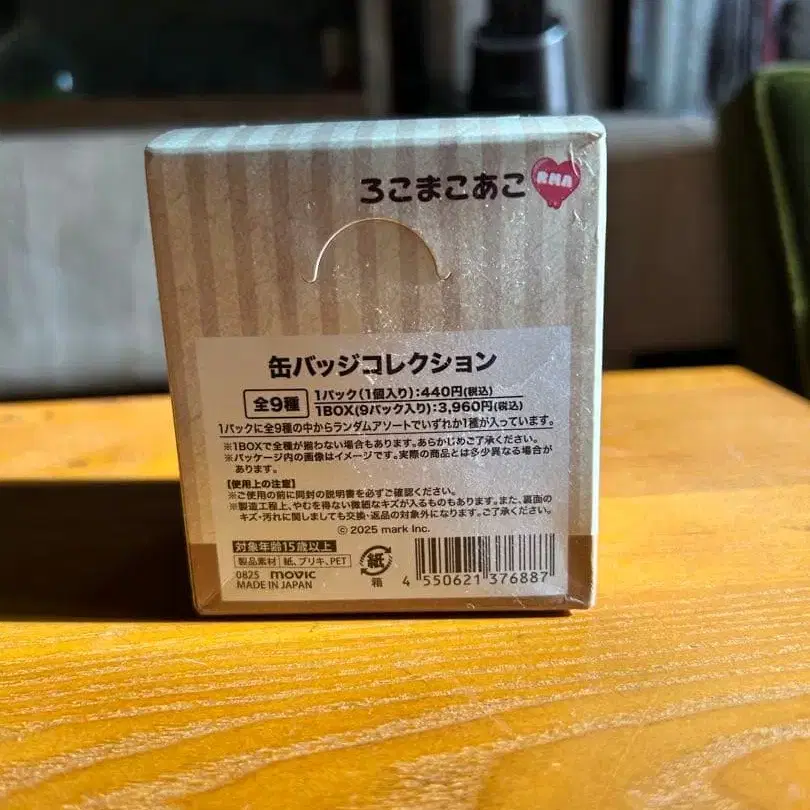 ろこまこあこ RMA
缶バッジコレクション
全9種
1パック(1個入り):440円(税込)
1BOX(9パック入り):3,960円(税込)
1パックに全9種の中からランダムアソートでいずれか1種が入っています。
※1BOXで全種が揃わない場合もあります。あらかじめご了承ください。
※パッケージ内の画像はイメージです。実際の商品とは多少異なる場合が
あります。
【使用上の注意】
※ご使用の前に同封の説明書を必ずご確認ください。
※製造工程上、やむを得ない微細なキズが入るものもあります。また、裏面の
キズ・汚れに関しましても交換・返品の対象外になります。ご了承ください。
© 2025 mark Inc.
対象年齢15歳以上
製品素材 紙、ブリキ、PET
0825 movic
MADE IN JAPAN
紙
箱
4 550621 376887